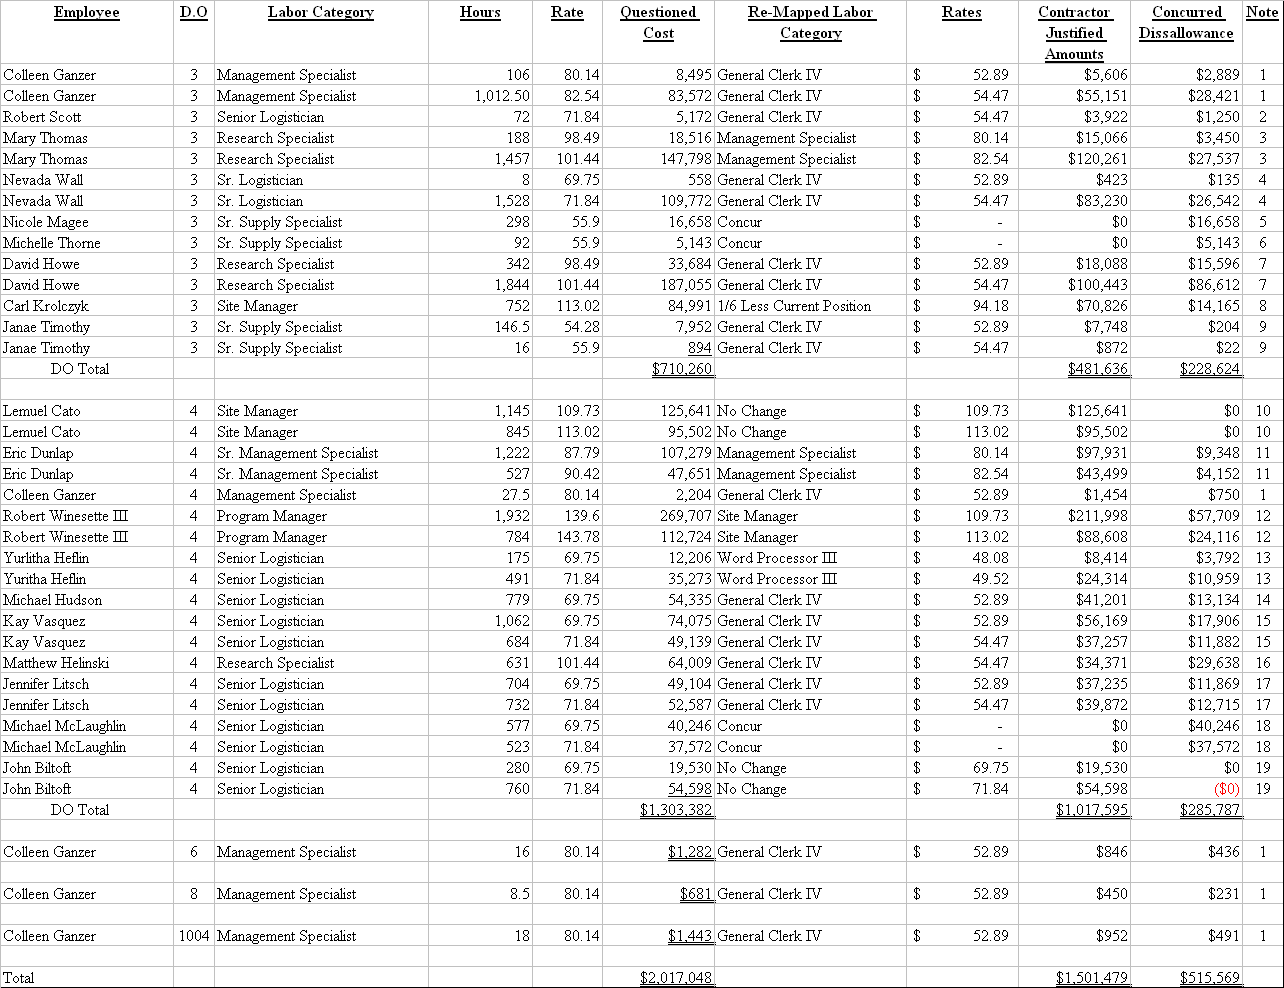 Employee D.O Labor Category Hours Rate Questioned Re-Mapped Labor Rates Contractor Concurred Note
Cost Category Justified Dissallowance
Amounts
Colleen Ganzer 3 Management Specialist 106 80.14 8,495 General Clerk IV $ 52.89 $5,606 $2,889 1
Colleen Ganzer 3 Management Specialist 1,012.50 82.54 83,572 General Clerk IV $ 54.47 $55,151 $28,421 1
Robert Scott 3 Senior Logistician 72 71.84 5,172 General Clerk IV $ 54.47 $3,922 $1,250 2
Mary Thomas 3 Research Specialist 188 98.49 18,516 Management Specialist $ 80.14 $15,066 $3,450 3
Mary Thomas 3 Research Specialist 1,457 101.44 147,798 Management Specialist $ 82.54 $120,261 $27,537 3
Nevada Wall 3 Sr. Logistician 8 69.75 558 General Clerk IV $ 52.89 $423 $135 4
Nevada Wall 3 Sr. Logistician 1,528 71.84 109,772 General Clerk IV $ 54.47 $83,230 $26,542 4
Nicole Magee 3 Sr. Supply Specialist 298 55.9 16,658 Concur $ - $0 $16,658 5
Michelle Thorne 3 Sr. Supply Specialist 92 55.9 5,143 Concur $ - $0 $5,143 6
David Howe 3 Research Specialist 342 98.49 33,684 General Clerk IV $ 52.89 $18,088 $15,596 7
David Howe 3 Research Specialist 1,844 101.44 187,055 General Clerk IV $ 54.47 $100,443 $86,612 7
Carl Krolczyk 3 Site Manager 752 113.02 84,991 1/6 Less Current Position $ 94.18 $70,826 $14,165 8
Janae Timothy 3 Sr. Supply Specialist 146.5 54.28 7,952 General Clerk IV $ 52.89 $7,748 $204 9
Janae Timothy 3 Sr. Supply Specialist 16 55.9 894 General Clerk IV $ 54.47 $872 $22 9
DO Total $710,260 $481,636 $228,624
Lemuel Cato 4 Site Manager 1,145 109.73 125,641 No Change $ 109.73 $125,641 $0 10
Lemuel Cato 4 Site Manager 845 113.02 95,502 No Change $ 113.02 $95,502 $0 10
Eric Dunlap 4 Sr. Management Specialist 1,222 87.79 107,279 Management Specialist $ 80.14 $97,931 $9,348 11
Eric Dunlap 4 Sr. Management Specialist 527 90.42 47,651 Management Specialist $ 82.54 $43,499 $4,152 11
Colleen Ganzer 4 Management Specialist 27.5 80.14 2,204 General Clerk IV $ 52.89 $1,454 $750 1
Robert Winesette III 4 Program Manager 1,932 139.6 269,707 Site Manager $ 109.73 $211,998 $57,709 12
Robert Winesette III 4 Program Manager 784 143.78 112,724 Site Manager $ 113.02 $88,608 $24,116 12
Yurlitha Heflin 4 Senior Logistician 175 69.75 12,206 Word Processor III $ 48.08 $8,414 $3,792 13
Yuritha Heflin 4 Senior Logistician 491 71.84 35,273 Word Processor III $ 49.52 $24,314 $10,959 13
Michael Hudson 4 Senior Logistician 779 69.75 54,335 General Clerk IV $ 52.89 $41,201 $13,134 14
Kay Vasquez 4 Senior Logistician 1,062 69.75 74,075 General Clerk IV $ 52.89 $56,169 $17,906 15
Kay Vasquez 4 Senior Logistician 684 71.84 49,139 General Clerk IV $ 54.47 $37,257 $11,882 15
Matthew Helinski 4 Research Specialist 631 101.44 64,009 General Clerk IV $ 54.47 $34,371 $29,638 16
Jennifer Litsch 4 Senior Logistician 704 69.75 49,104 General Clerk IV $ 52.89 $37,235 $11,869 17
Jennifer Litsch 4 Senior Logistician 732 71.84 52,587 General Clerk IV $ 54.47 $39,872 $12,715 17
Michael McLaughlin 4 Senior Logistician 577 69.75 40,246 Concur $ - $0 $40,246 18
Michael McLaughlin 4 Senior Logistician 523 71.84 37,572 Concur $ - $0 $37,572 18
John Biltoft 4 Senior Logistician 280 69.75 19,530 No Change $ 69.75 $19,530 $0 19
John Biltoft 4 Senior Logistician 760 71.84 54,598 No Change $ 71.84 $54,598 ($0) 19
DO Total $1,303,382 $1,017,595 $285,787
Colleen Ganzer 6 Management Specialist 16 80.14 $1,282 General Clerk IV $ 52.89 $846 $436 1
Colleen Ganzer 8 Management Specialist 8.5 80.14 $681 General Clerk IV $ 52.89 $450 $231 1
Colleen Ganzer 1004 Management Specialist 18 80.14 $1,443 General Clerk IV $ 52.89 $952 $491 1
Total $2,017,048 $1,501,479 $515,569